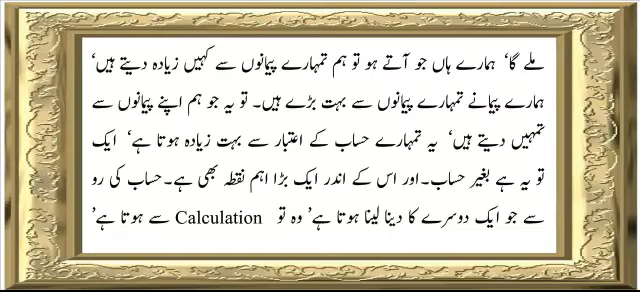 ملے گا‘ ہمارے ہاں جو آتے ہو تو ہم تمہارے پیمانوں سے کہیں زیادہ دیتے ہیں‘
ہمارے پیمانے تمہارے پیمانوں سے بہت بڑے ہیں۔ تو یہ جو ہم اپنے پیمانوں سے
تمہیں دیتے ہیں‘ یہ تمہارے حساب کے اعتبار سے بہت زیادہ ہوتا ہے‘ ایک
تو یہ ہے بغیر حساب۔ اور اس کے اندر ایک بڑا اہم نقطہ بھی ہے۔ حساب کی رو
سے جو ایک دوسرے کا دینا لینا ہوتا ہے‘ وہ تو Calculation سے ہوتا ہے‘